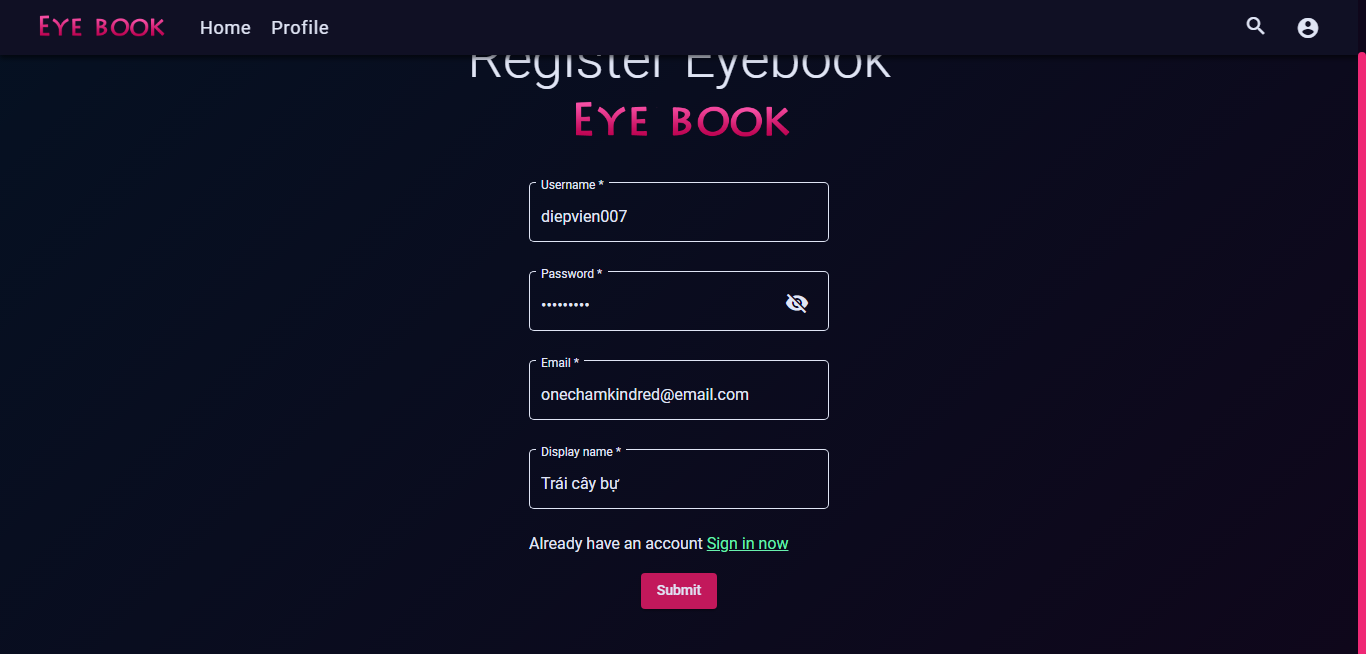 EYE BOOK Home Profile
Register Eyebook
EYE BOOK
Username *
diepvien007
Password *
•••••••••
Email *
onechamkindred@email.com
Display name *
Trái cây bự
Already have an account Sign in now
Submit